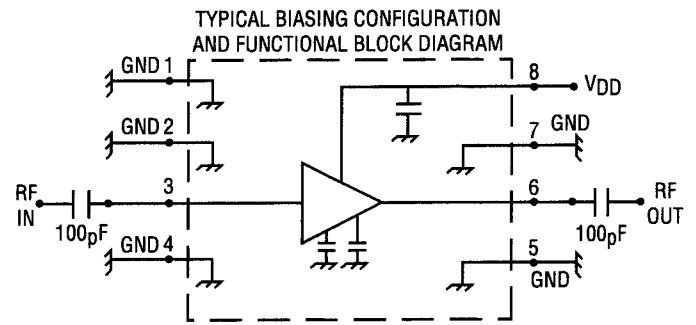 TYPICAL BIASING CONFIGURATION
AND FUNCTIONAL BLOCK DIAGRAM
GND 1
8
VDD
GND 2
7
GND
RF
IN
100pF
3
6
100pF
RF
OUT
GND 4
5
GND